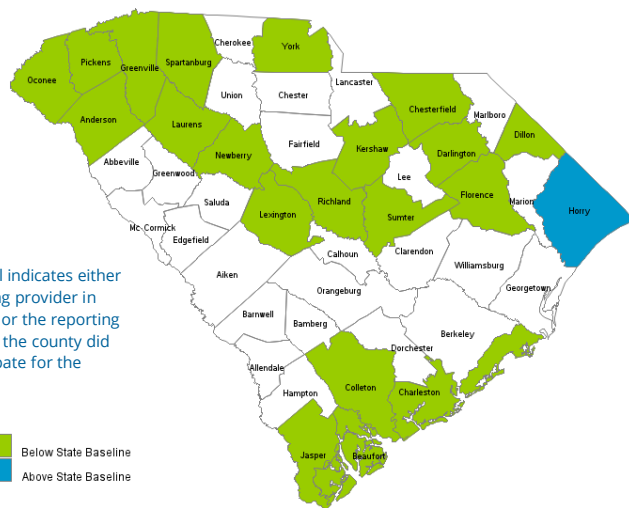 Cherokee
York
Pickens
Greenville
Spartanburg
Oconee
Lancaster
Union
Chester
Chesterfield
Marlboro
Anderson
Laurens
Dillon
Fairfield
Kershaw
Darlington
Newberry
Abbeville
Greenwood
Lee
Florence
Marion
Saluda
Richland
Lexington
Sumter
Horry
Mc Cormick
Edgefield
Calhoun
Clarendon
Williamsburg
Aiken
Orangeburg
Georgetown
Barnwell
Bamberg
Berkeley
Dorchester
Allendale
Colleton
Charleston
Hampton
Jasper
Beaufort
indicates either
g provider in
or the reporting
the county did
pate for the
Below State Baseline
Above State Baseline